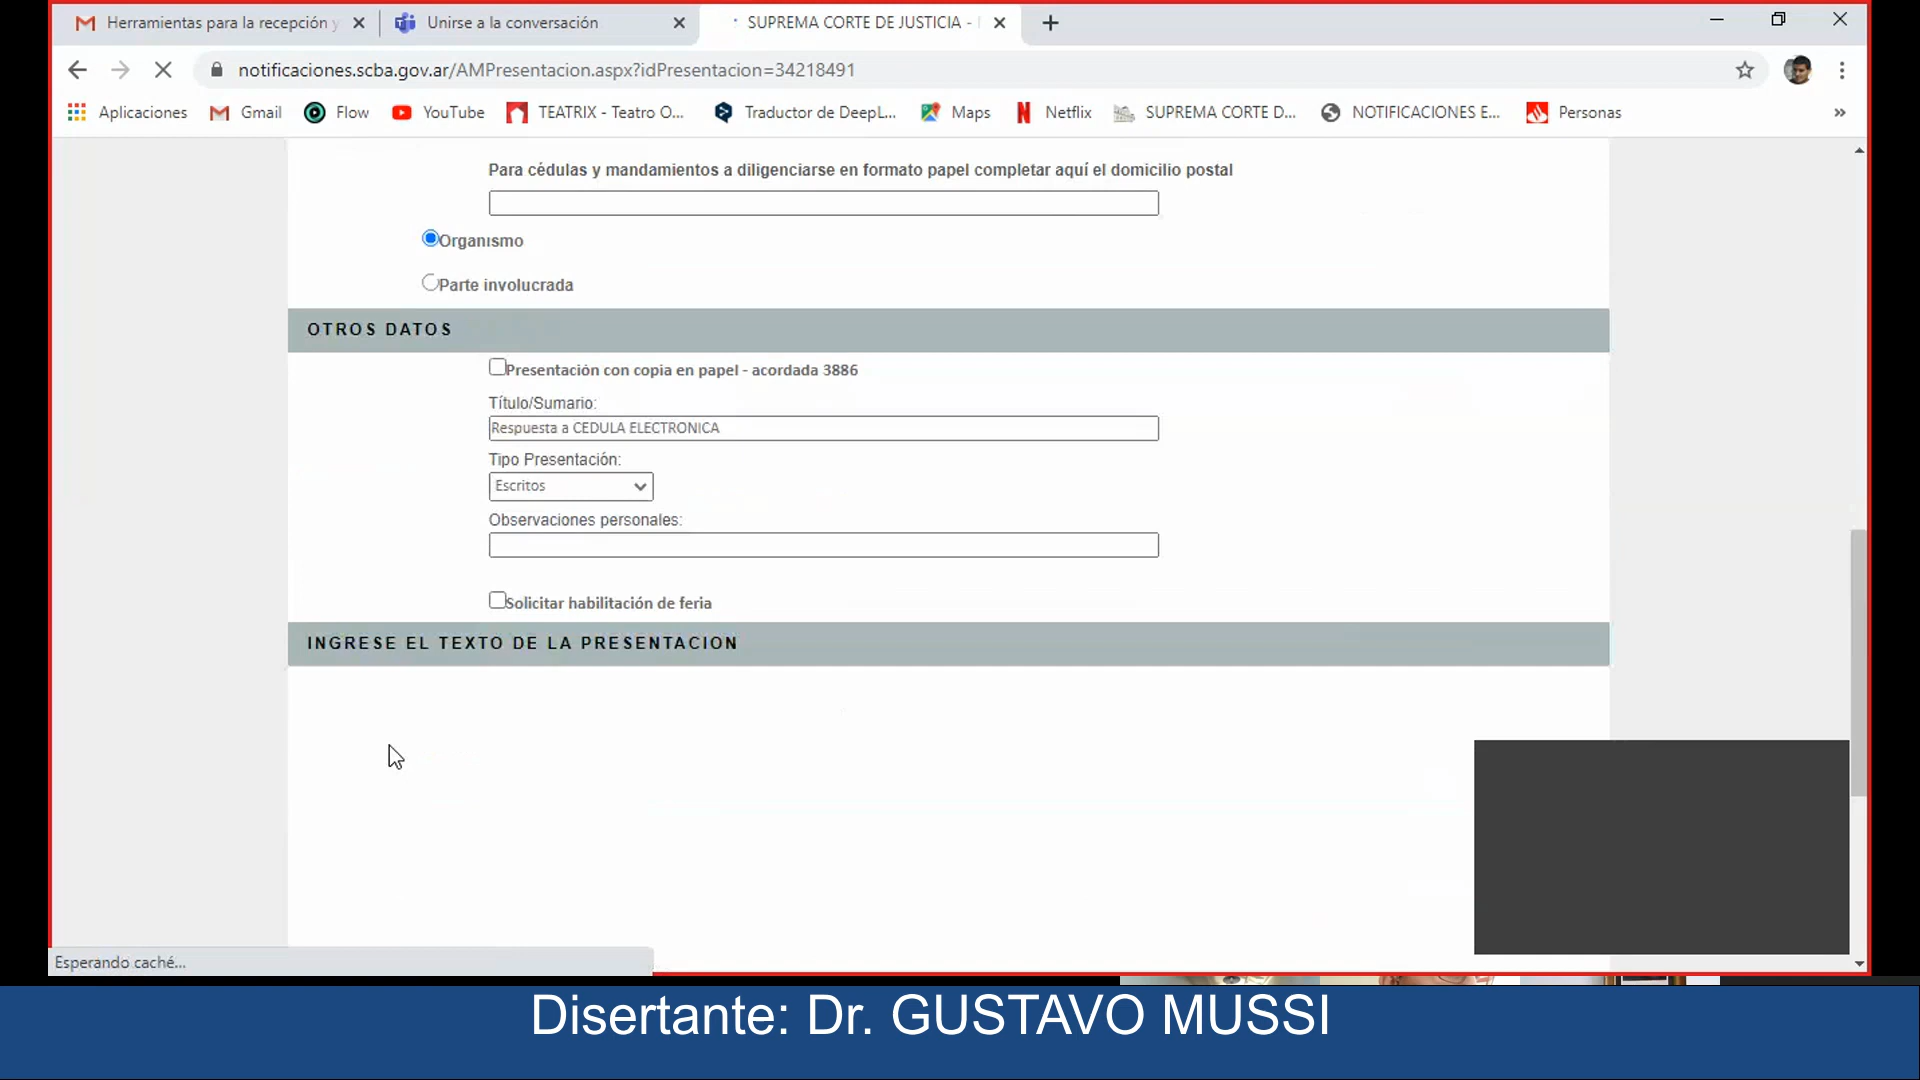 Herramientas para la recepción y
Unirse a la conversación
SUPREMA CORTE DE JUSTICIA -
notificaciones.scba.gov.ar/AMPresentacion.aspx?idPresentacion=34218491
Aplicaciones
Gmail
Flow
YouTube
TEATRIX - Teatro O...
Traductor de DeepL...
Maps
Netflix
SUPREMA CORTE D...
NOTIFICACIONES E...
Personas
»
Para cédulas y mandamientos a diligenciarse en formato papel completar aquí el domicilio postal
Organismo
Parte involucrada
OTROS DATOS
Presentación con copia en papel - acordada 3886
Título/Sumario:
Respuesta a CEDULA ELECTRONICA
Tipo Presentación:
Escritos
Observaciones personales:
Solicitar habilitación de feria
INGRESE EL TEXTO DE LA PRESENTACION
Esperando caché...
Disertante: Dr. GUSTAVO MUSSI